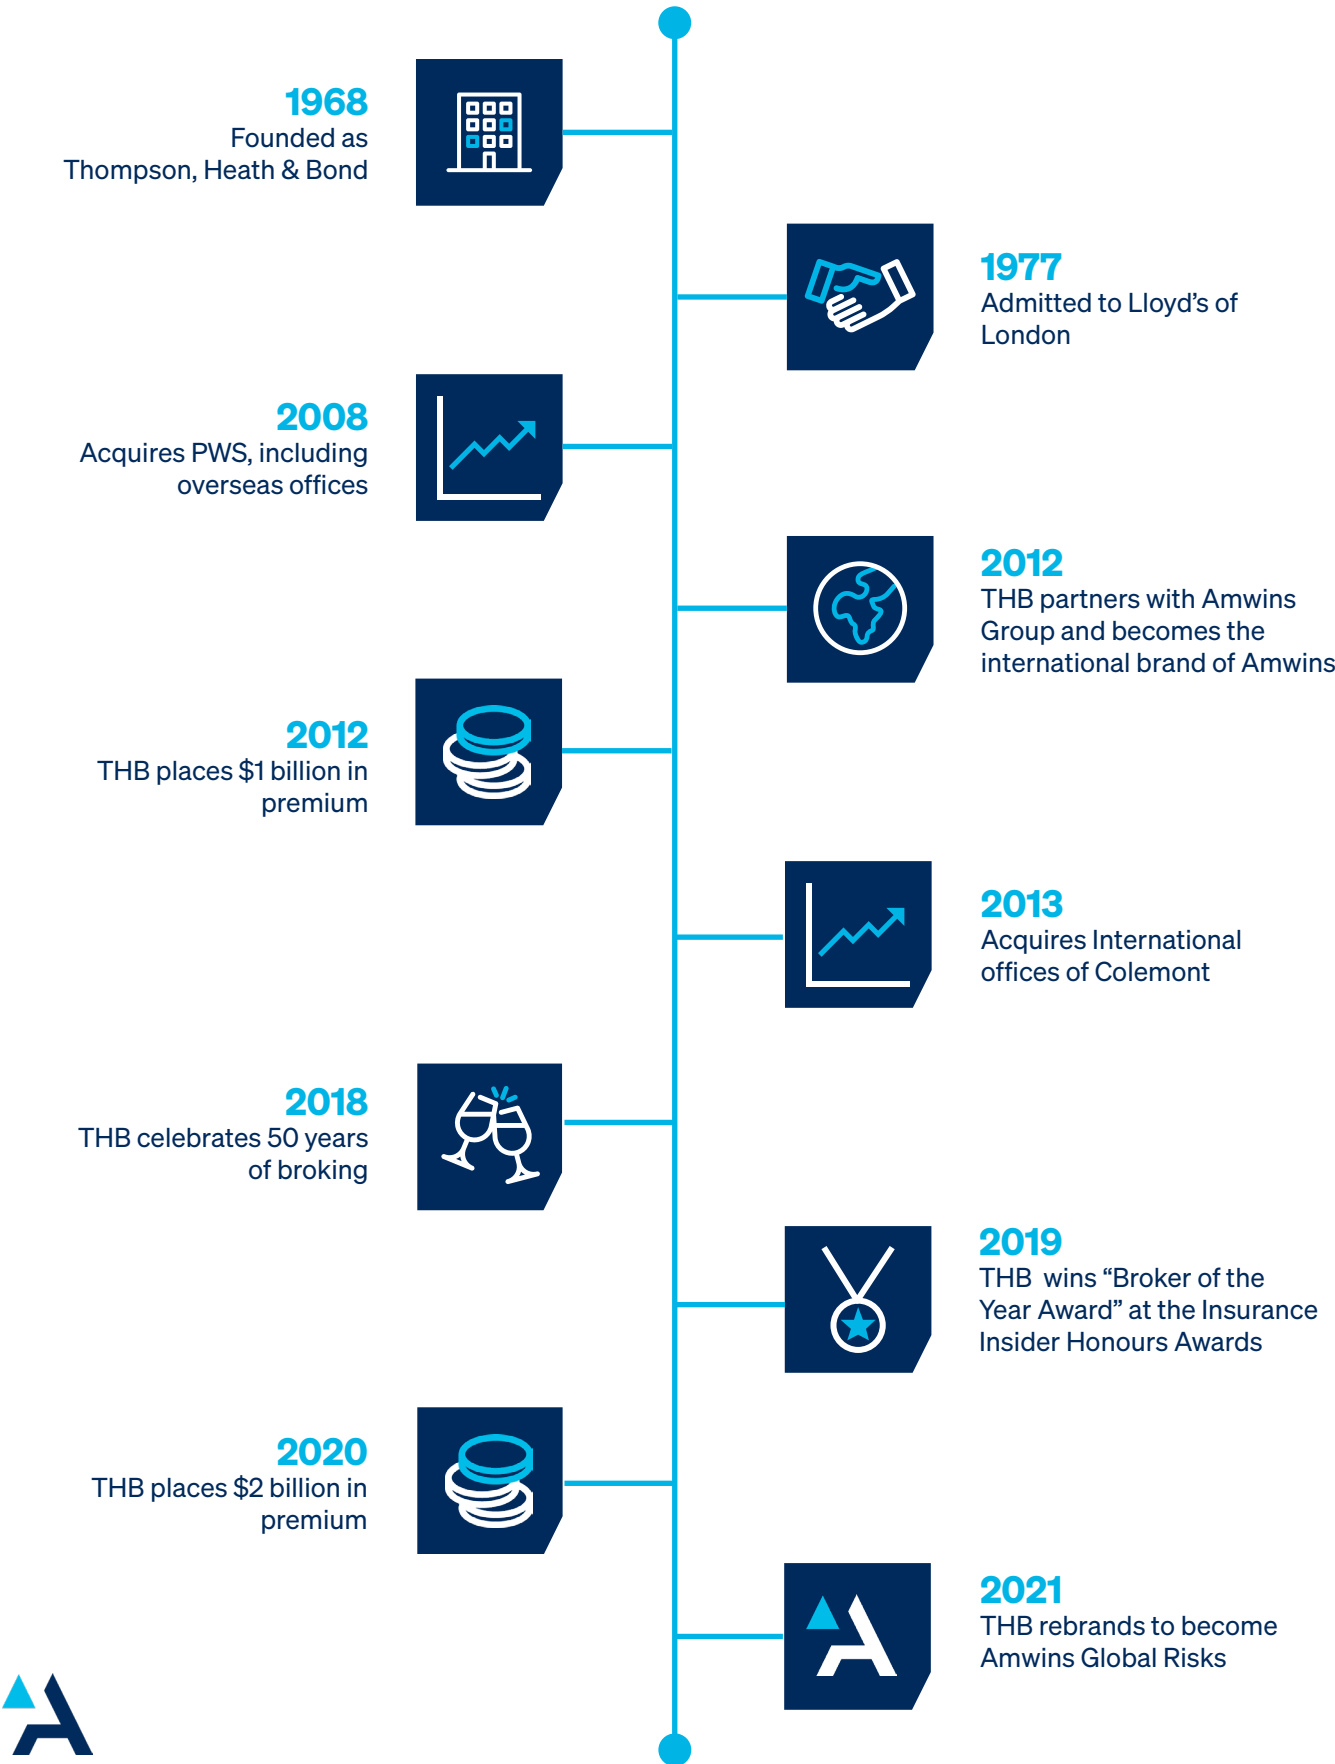 1968
Founded as
Thompson, Heath & Bond
1977
Admitted to Lloyd’s of
London
2008
Acquires PWS, including
overseas offices
2012
THB partners with Amwins
Group and becomes the
international brand of Amwins
2012
THB places $1 billion in
premium
2013
Acquires International
offices of Colemont
2018
THB celebrates 50 years
of broking
2019
THB  wins “Broker of the
Year Award” at the Insurance
Insider Honours Awards
2020
THB places $2 billion in
premium
2021
THB rebrands to become
Amwins Global Risks